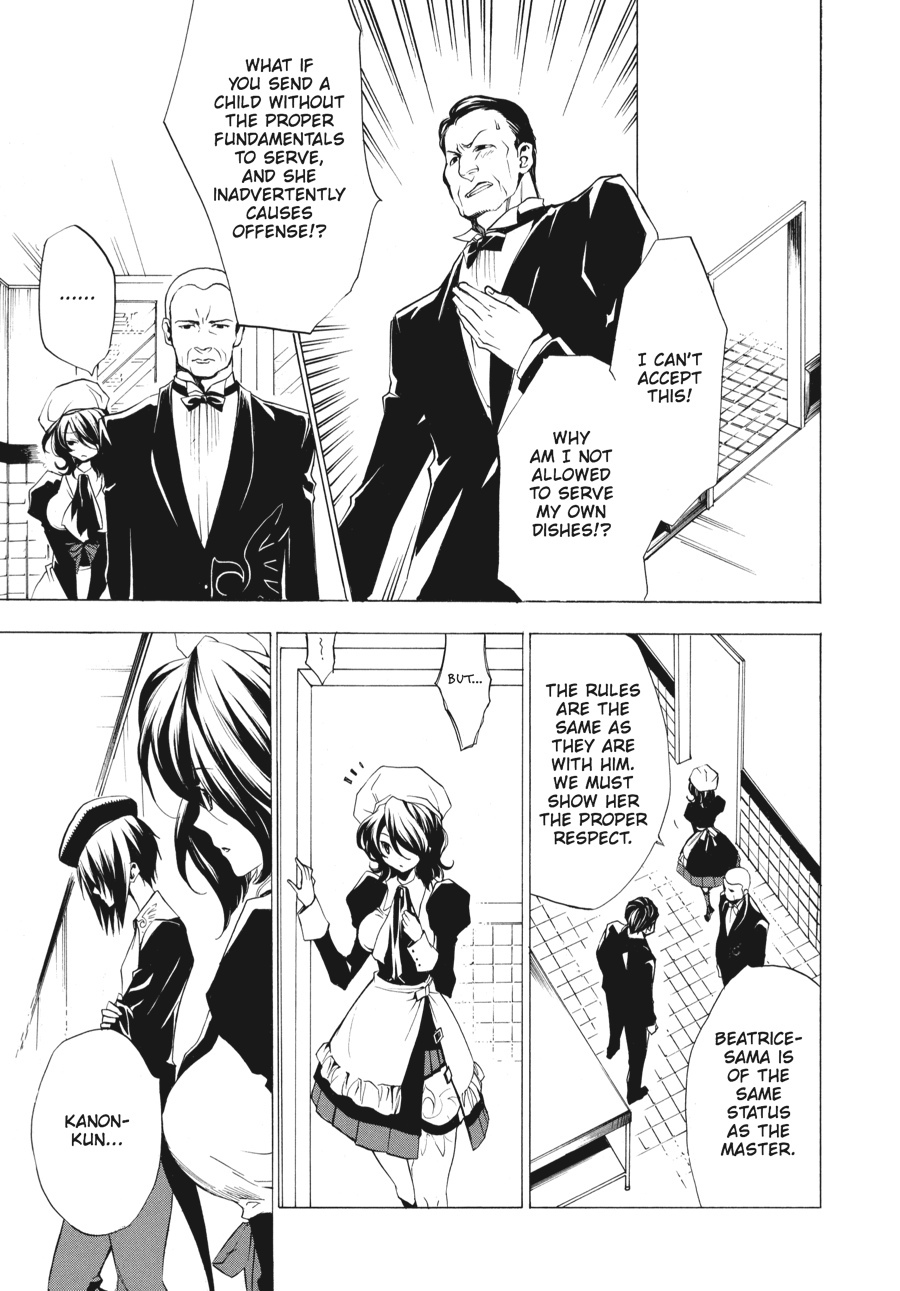 I CAN'T
ACCEPT
THIS!
WHY
AM I NOT
ALLOWED
TO SERVE
MY OWN
DISHES!?
WHAT IF
YOU SEND A
CHILD WITHOUT
THE PROPER
FUNDAMENTALS
TO SERVE,
AND SHE
INADVERTENTLY
CAUSES
OFFENSE!?
......
BEATRICE-
SAMA IS
OF THE
SAME
STATUS
AS THE
MASTER.
THE RULES
ARE THE
SAME AS
THEY ARE
WITH HIM.
WE MUST
SHOW HER
THE PROPER
RESPECT.
BUT...
...
KANON-
KUN...